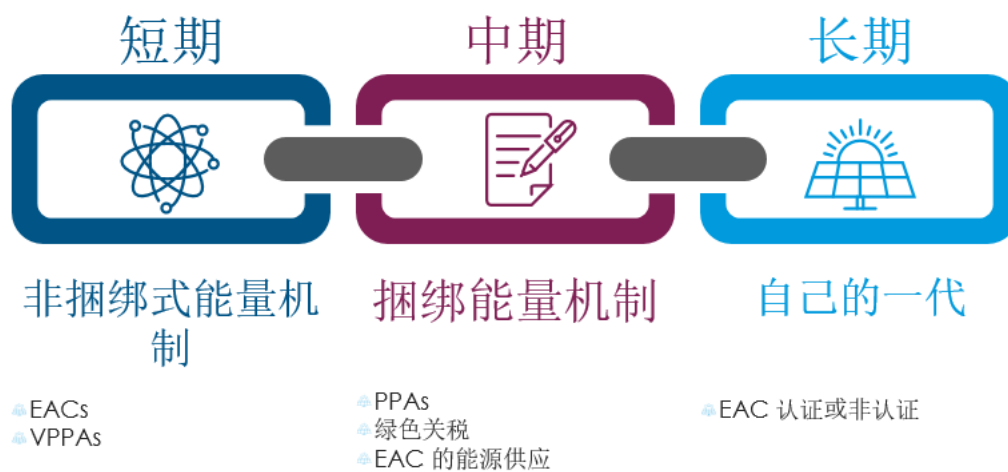 短期
中期
长期
非捆绑式能量机
制
捆绑能量机制
自己的一代
EACs
VPPAs
PPAs
绿色关税
EAC 的能源供应
EAC 认证或非认证